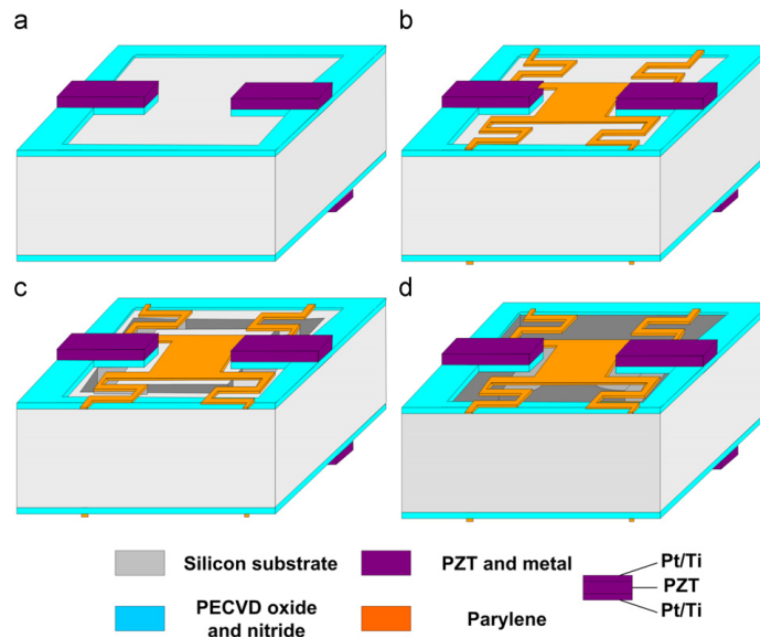 a
b
c
d
Silicon substrate
PZT and metal
Pt/Ti
PZT
Pt/Ti
PECVD oxide
and nitride
Parylene